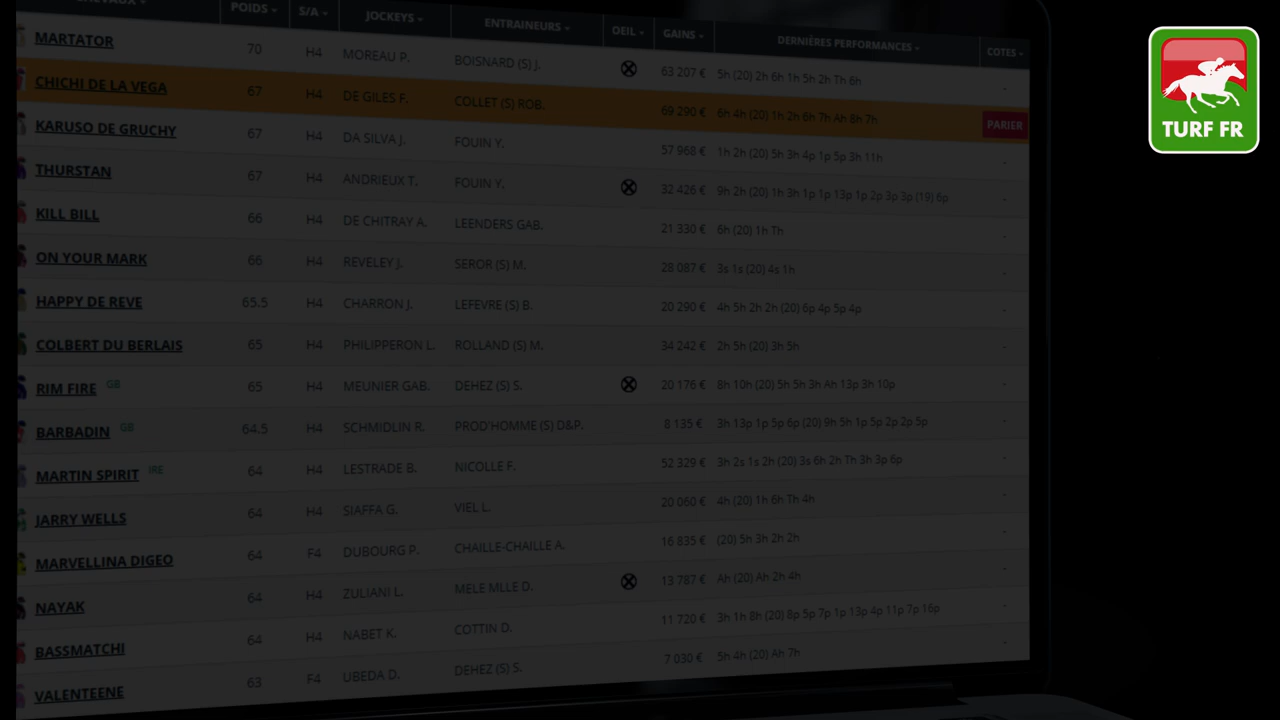 CHEVAUX POIDS S/A JOCKEYS ENTRAINEURS OEIL GAINS DERNIÈRES PERFORMANCES COTES
MARTATOR 70 H4 MOREAU P. BOISNARD (S) J. 63 207 € 5h (20) 2h 6h 1h 5h 2h Th 6h -
CHICHI DE LA VEGA 67 H4 DE GILES F. COLLET (S) ROB. 69 290 € 6h 4h (20) 1h 2h 6h 7h Ah 8h 7h PARIER
KARUSO DE GRUCHY 67 H4 DA SILVA J. FOUIN Y. 57 968 € 1h 2h (20) 5h 3h 4p 1p 5p 3h 11h -
THURSTAN 67 H4 ANDRIEUX T. FOUIN Y. 32 426 € 9h 2h (20) 1h 3h 1p 1p 13p 1p 2p 3p 3p (19) 6p -
KILL BILL 66 H4 DE CHITRAY A. LEENDERS GAB. 21 330 € 6h (20) 1h Th -
ON YOUR MARK 66 H4 REVELEY J. SEROR (S) M. 28 087 € 3s 1s (20) 4s 1h -
HAPPY DE REVE 65.5 H4 CHARRON J. LEFEVRE (S) B. 20 290 € 4h 5h 2h 2h (20) 6p 4p 5p 4p -
COLBERT DU BERLAIS 65 H4 PHILIPPERON L. ROLLAND (S) M. 34 242 € 2h 5h (20) 3h 5h -
RIM FIRE GB 65 H4 MEUNIER GAB. DEHEZ (S) S. 20 176 € 8h 10h (20) 5h 5h 3h Ah 13p 3h 10p -
BARBADIN GB 64.5 H4 SCHMIDLIN R. PROD'HOMME (S) D&P. 8 135 € 3h 13p 1p 5p 6p (20) 9h 5h 1p 5p 2p 2p 5p -
MARTIN SPIRIT IRE 64 H4 LESTRADE B. NICOLLE F. 52 329 € 3h 2s 1s 2h (20) 3s 6h 2h Th 3h 3p 6p -
JARRY WELLS 64 H4 SIAFFA G. VIEL L. 20 060 € 4h (20) 1h 6h Th 4h -
MARVELLINA DIGEO 64 F4 DUBOURG P. CHAILLE-CHAILLE A. 16 835 € (20) 5h 3h 2h 2h -
NAYAK 64 H4 ZULIANI L. MELE MLLE D. 13 787 € Ah (20) Ah 2h 4h -
BASSMATCHI 64 H4 NABET K. COTTIN D. 11 720 € 3h 1h 8h (20) 8p 5p 7p 1p 13p 4p 11p 7p 16p -
VALENTEENE 63 F4 UBEDA D. DEHEZ (S) S. 7 030 € 5h 4h (20) Ah 7h -
TURF FR